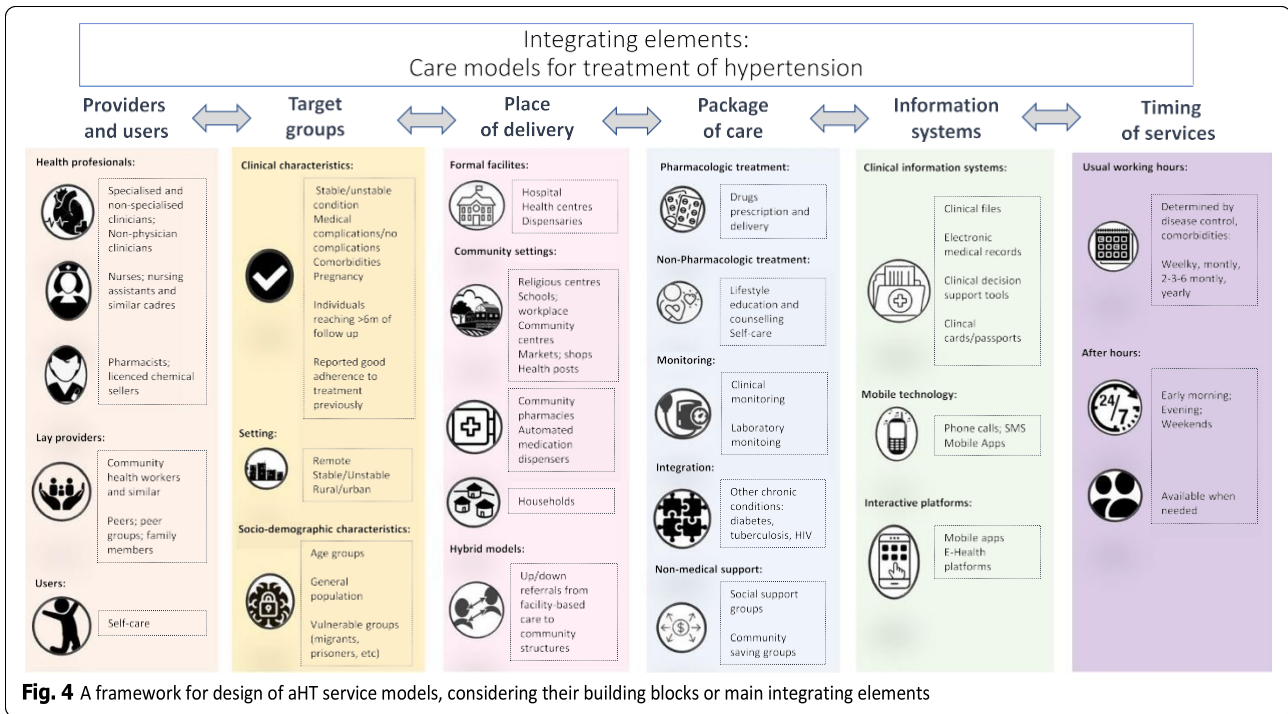 Integrating elements:
Care models for treatment of hypertension
Providers
and users
Target
groups
Place
of delivery
Package
of care
Information
systems
Timing
of services
Health profesionals:
Specialised and
non-specialised
clinicians;
Non-physician
clinicians
Nurses; nursing
assistants and
similar cadres
Pharmacists;
licenced chemical
sellers
Lay providers:
Community
health workers
and similar
Peers; peer
groups; family
members
Users:
Self-care
Clinical characteristics:
Stable/unstable
condition
Medical
complications/no
complications
Comorbidities
Pregnancy
Individuals
reaching >6m of
follow up
Reported good
adherence to
treatment
previously
Setting:
Remote
Stable/Unstable
Rural/urban
Socio-demographic characteristics:
Age groups
General
population
Vulnerable groups
(migrants,
prisoners, etc)
Formal facilites:
Hospital
Health centres
Dispensaries
Community settings:
Religious centres
Schools;
workplace
Community
centres
Markets; shops
Health posts
Community
pharmacies
Automated
medication
dispensers
Households
Hybrid models:
Up/down
referrals from
facility-based
care to
community
structures
Pharmacologic treatment:
Drugs
prescription and
delivery
Non-Pharmacologic treatment:
Lifestyle
education and
counselling
Self-care
Monitoring:
Clinical
monitoring
Laboratory
monitoing
Integration:
Other chronic
conditions:
diabetes,
tuberculosis, HIV
Non-medical support:
$
Social support
groups
Community
saving groups
Clinical information systems:
Clinical files
Electronic
medical records
Clinical decision
support tools
Clincal
cards/passports
Mobile technology:
Phone calls; SMS
Mobile Apps
Interactive platforms:
Mobile apps
E-Health
platforms
Usual working hours:
Determined by
disease control,
comorbidities:
Weelky, montly,
2-3-6 montly,
yearly
After hours:
24/7
Early morning;
Evening;
Weekends
Available when
needed
Fig. 4 A framework for design of aHT service models, considering their building blocks or main integrating elements